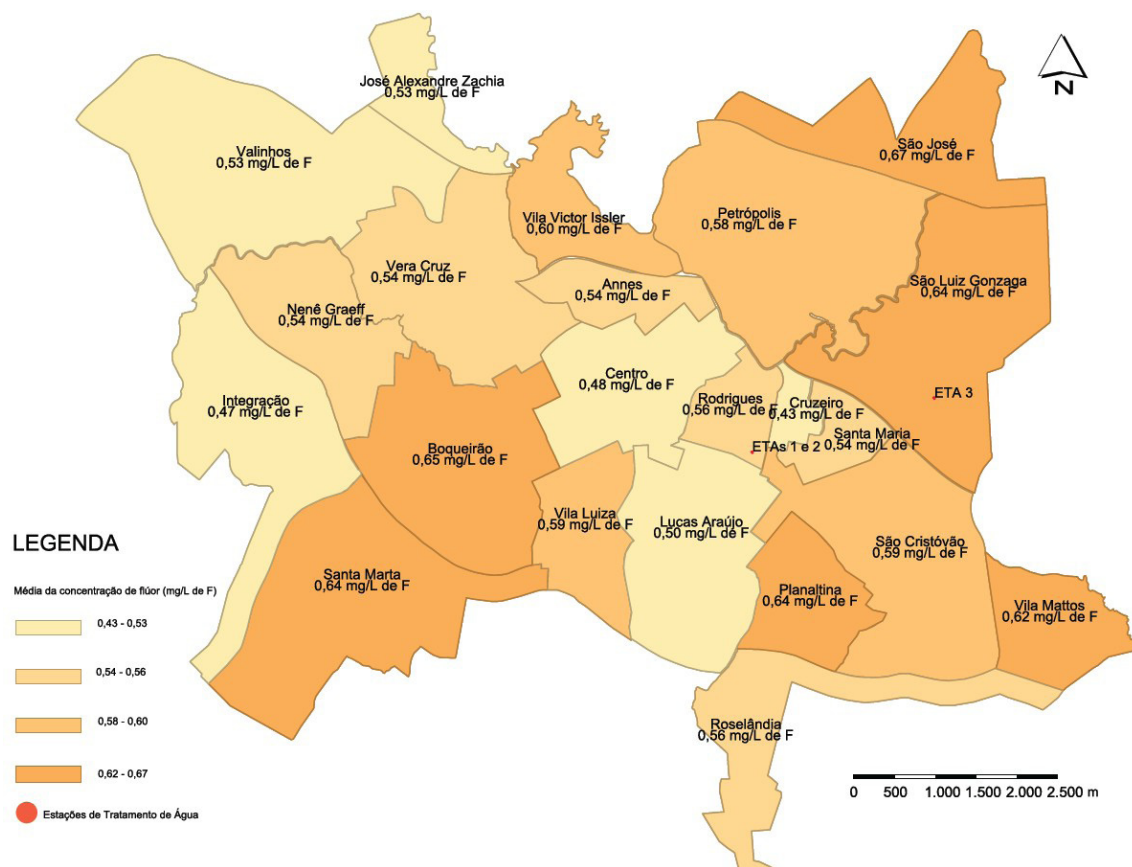 José Alexandre Zachia
0,53 mg/L de F
Valinhos
0,53 mg/L de F
São José
0,67 mg/L de F
N
Vila Victor Issler
0,60 mg/L de F
Petrópolis
0,58 mg/L de F
Vera Cruz
0,54 mg/L de F
Annes
0,54 mg/L de F
São Luiz Gonzaga
0,64 mg/L de F
Nenê Graeff
0,54 mg/L de F
Centro
0,48 mg/L de F
Integração
0,47 mg/L de F
Rodrigues
0,56 mg/L de F
Cruzeiro
0,43 mg/L de F
ETA 3
Santa Maria
0,54 mg/L de F
ETAs 1 e 2
Boqueirão
0,65 mg/L de F
Vila Luiza
0,59 mg/L de F
Lucas Araújo
0,50 mg/L de F
São Cristóvão
0,59 mg/L de F
Santa Marta
0,64 mg/L de F
Planaltina
0,64 mg/L de F
Vila Mattos
0,62 mg/L de F
Roselândia
0,56 mg/L de F
LEGENDA
Média da concentração de flúor (mg/L de F)
0,43 - 0,53
0,54 - 0,56
0,58 - 0,60
0,62 - 0,67
Estações de Tratamento de Água
0 500 1.000 1.500 2.000 2.500 m